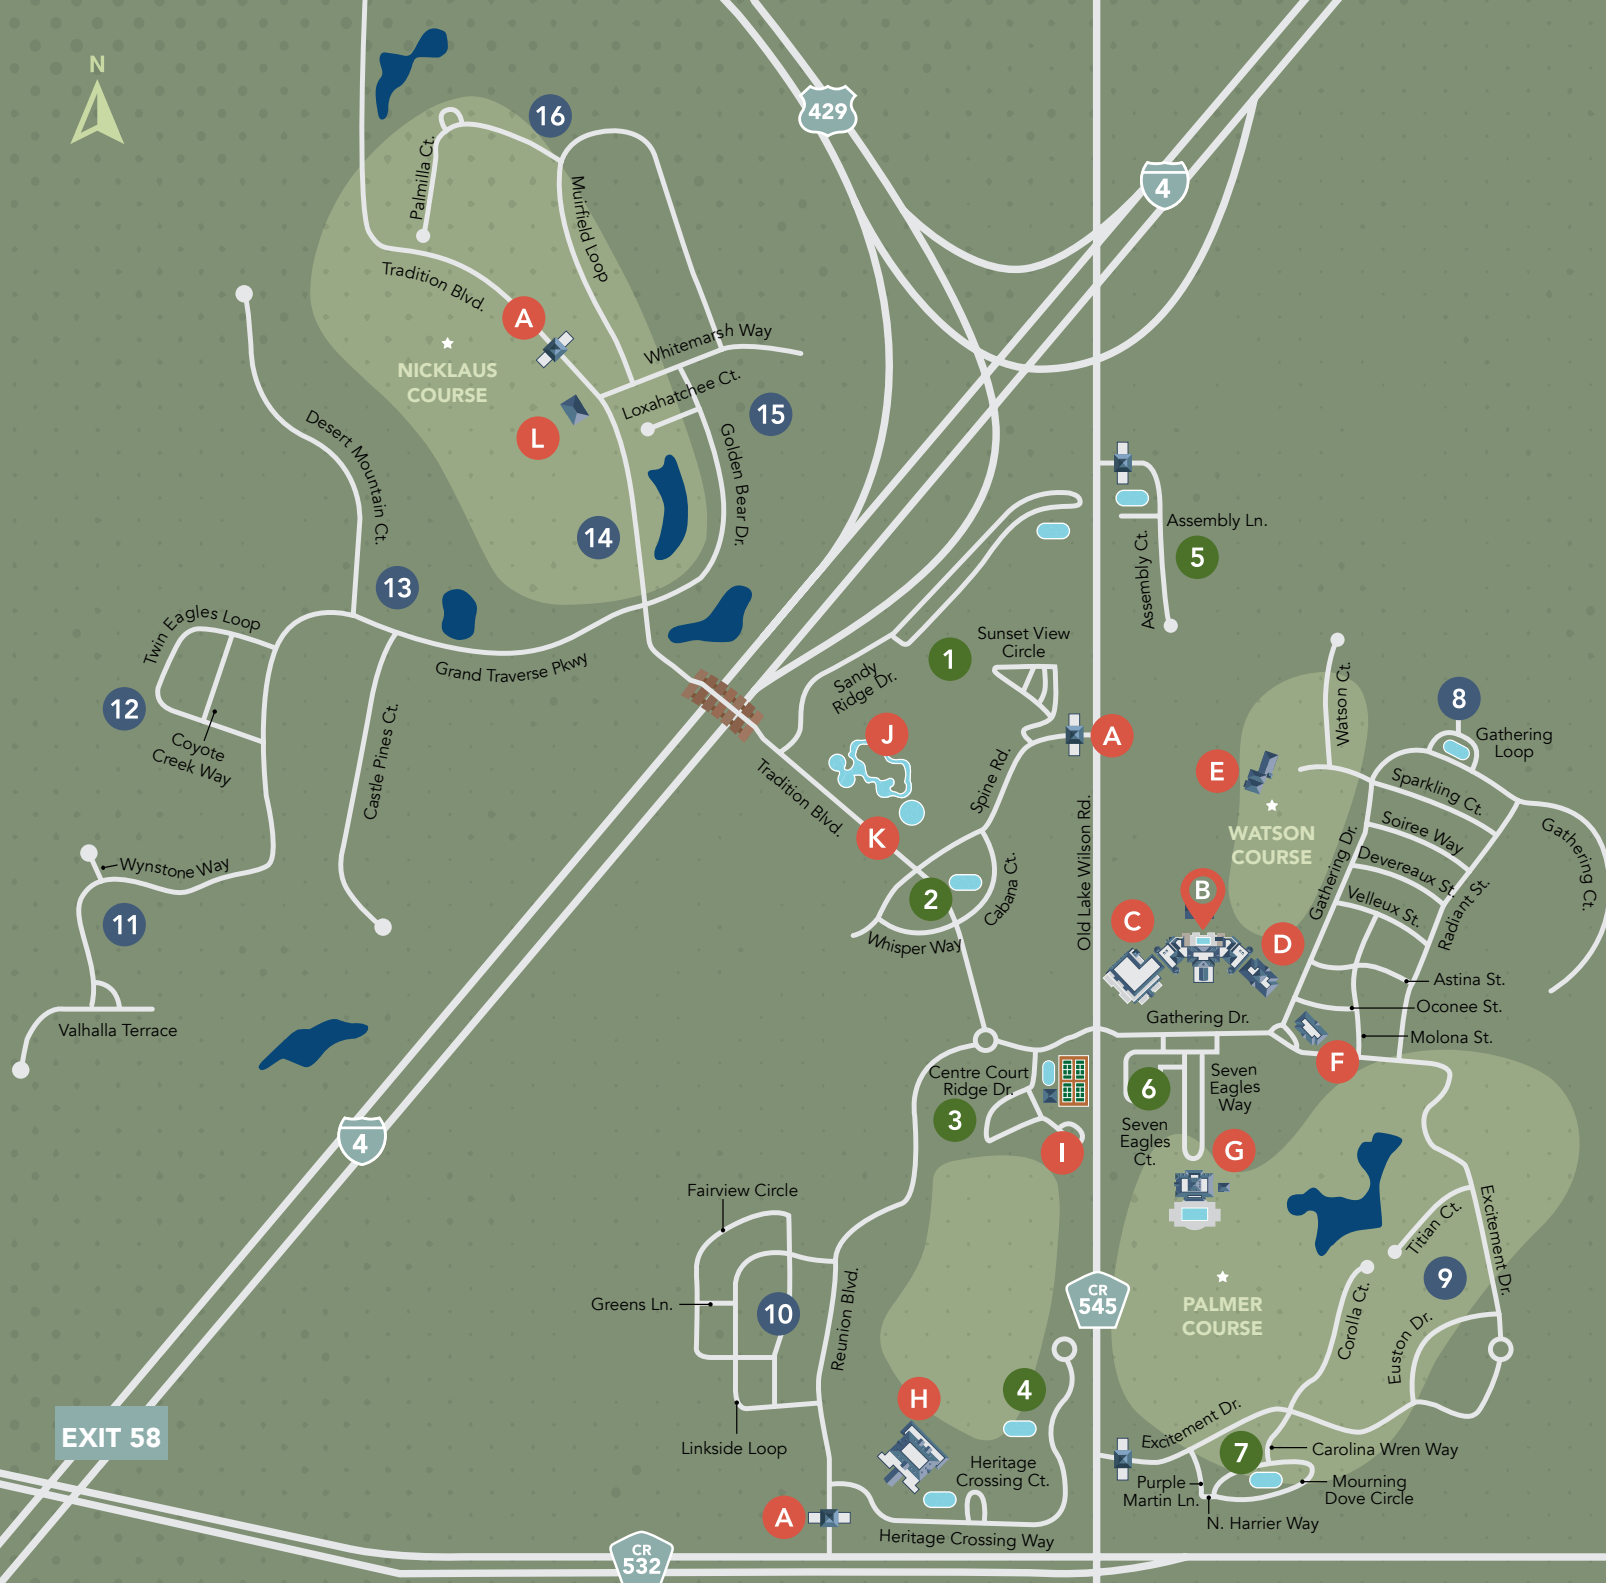 N
16
429
4
Palmilla Ct.
Muirfield Loop
Tradition Blvd.
A
NICKLAUS
COURSE
Whitemarsh Way
Loxahatchee Ct.
15
L
Golden Bear Dr.
Desert Mountain Ct.
14
13
Assembly Ln.
Assembly Ct.
5
Twin Eagles Loop
Grand Traverse Pkwy
12
Coyote
Creek Way
Castle Pines Ct.
Sunset View
Circle
1
Sandy
Ridge Dr.
J
A
Spine Rd.
Tradition Blvd.
K
Old Lake Wilson Rd.
Watson Ct.
8
Gathering
Loop
E
Sparkling Ct.
WATSON
COURSE
Soiree Way
Gathering Ct.
Devereaux St.
Gathering Dr.
Velleux St.
Radiant St.
Wynstone Way
11
2
Cabana Ct.
Whisper Way
B
C
D
Astina St.
Oconee St.
Gathering Dr.
Molona St.
Valhalla Terrace
F
Centre Court
Ridge Dr.
3
I
6
Seven
Eagles
Way
Seven
Eagles
Ct.
G
4
Fairview Circle
Greens Ln.
10
Reunion Blvd.
CR
545
PALMER
COURSE
Titian Ct.
Excitement Dr.
9
Corolla Ct.
Euston Dr.
H
4
EXIT 58
Linkside Loop
Heritage
Crossing Ct.
Excitement Dr.
7
Carolina Wren Way
Purple
Martin Ln.
Mourning
Dove Circle
N. Harrier Way
A
Heritage Crossing Way
CR
532